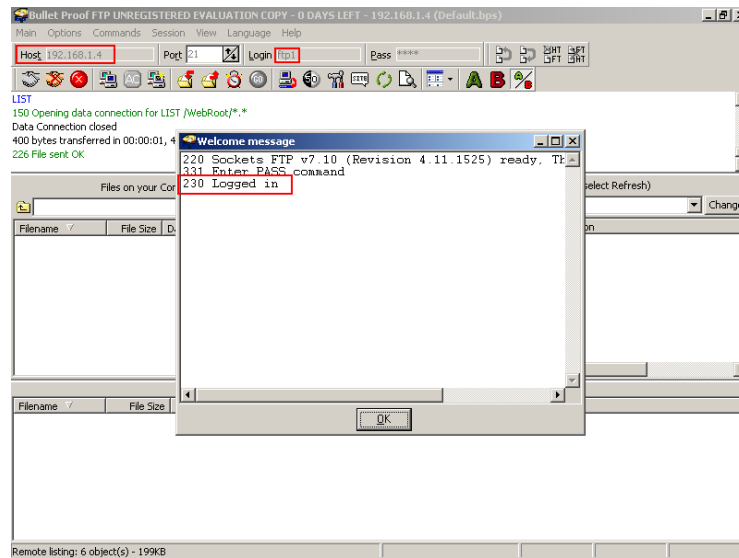 Bullet Proof FTP UNREGISTERED EVALUATION COPY - 0 DAYS LEFT - 192.168.1.4 (Default.bps)
Main Options Commands Session View Language Help
Host 192.168.1.4 Port 21 Login ftp1 Pass ****
LIST
150 Opening data connection for LIST /WebRoot/*.*
Data Connection closed
400 bytes transferred in 00:00:01, 4
226 File sent OK
Welcome message
220 Sockets FTP v7.10 (Revision 4.11.1525) ready, Th
331 Enter PASS command
230 Logged in
OK
Files on your Cor
select Refresh)
Chang
Filename File Size D
on
Filename File Size
Remote listing: 6 object(s) - 199KB